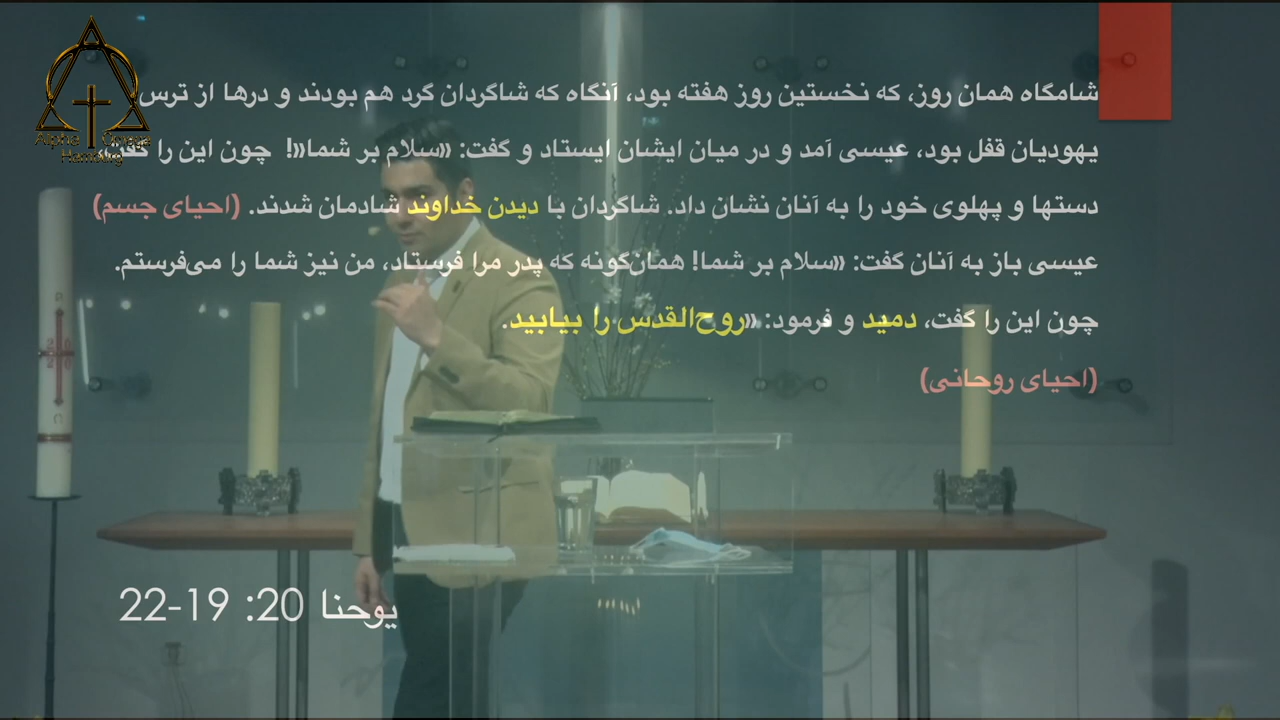 شامگاه همان روز، که نخستین روز هفته بود، آنگاه که شاگردان گرد هم بودند و درها از ترس
یهودیان قفل بود، عیسی آمد و در میان ایشان ایستاد و گفت: «سلام بر شما«! چون این را گفت،
دستها و پهلوی خود را به آنان نشان داد. شاگردان با دیدن خداوند شادمان شدند. (احیای جسم)
عیسی باز به آنان گفت: «سلام بر شما! همان‌گونه که پدر مرا فرستاد، من نیز شما را می‌فرستم.
چون این را گفت، دمید و فرمود: «روح‌القدس را بیابید.
(احیای روحانی)
یوحنا 20: 19-22
Alpha Omega
Hamburg